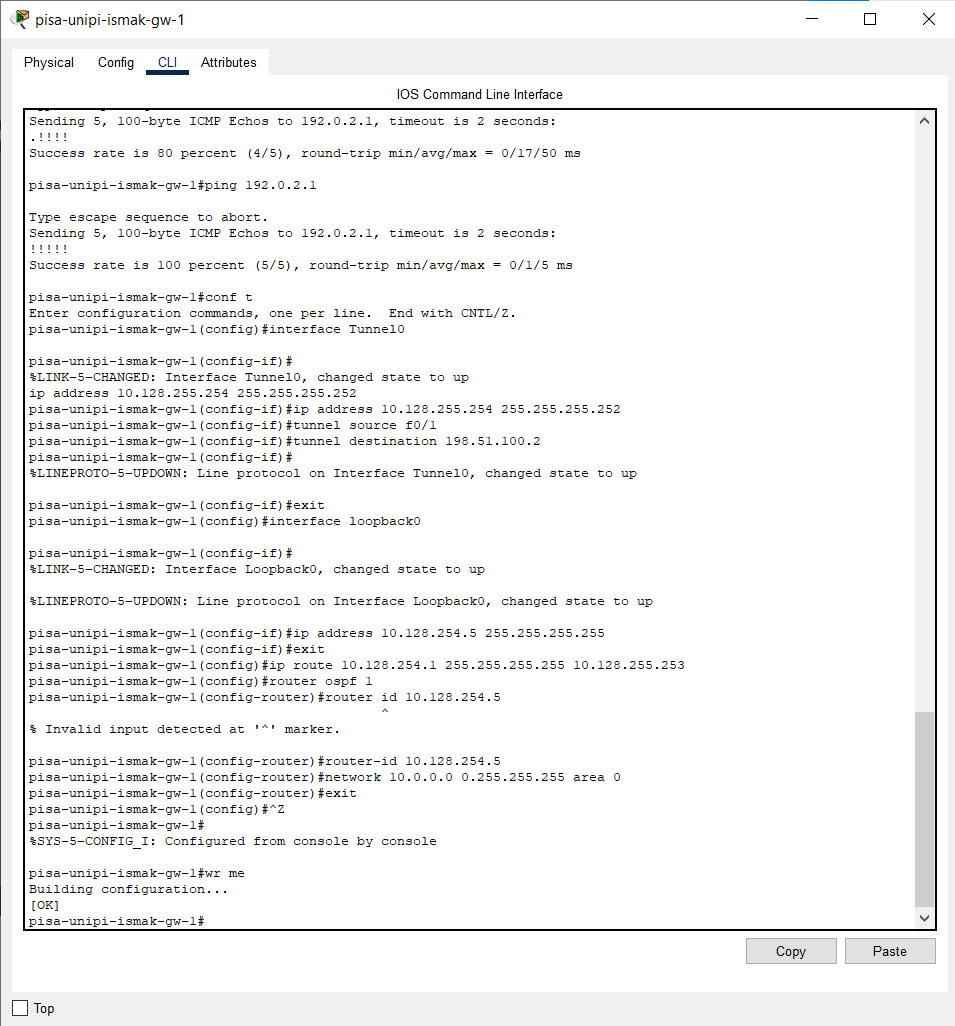 pisa-unipi-ismak-gw-1
Physical Config CLI Attributes
IOS Command Line Interface
Sending 5, 100-byte ICMP Echos to 192.0.2.1, timeout is 2 seconds:
.!!!!
Success rate is 80 percent (4/5), round-trip min/avg/max = 0/17/50 ms
pisa-unipi-ismak-gw-1#ping 192.0.2.1
Type escape sequence to abort.
Sending 5, 100-byte ICMP Echos to 192.0.2.1, timeout is 2 seconds:
!!!!!
Success rate is 100 percent (5/5), round-trip min/avg/max = 0/1/5 ms
pisa-unipi-ismak-gw-1#conf t
Enter configuration commands, one per line.  End with CNTL/Z.
pisa-unipi-ismak-gw-1(config)#interface Tunnel0
pisa-unipi-ismak-gw-1(config-if)#
%LINK-5-CHANGED: Interface Tunnel0, changed state to up
ip address 10.128.255.254 255.255.255.252
pisa-unipi-ismak-gw-1(config-if)#ip address 10.128.255.254 255.255.255.252
pisa-unipi-ismak-gw-1(config-if)#tunnel source f0/1
pisa-unipi-ismak-gw-1(config-if)#tunnel destination 198.51.100.2
pisa-unipi-ismak-gw-1(config-if)#
%LINEPROTO-5-UPDOWN: Line protocol on Interface Tunnel0, changed state to up
pisa-unipi-ismak-gw-1(config-if)#exit
pisa-unipi-ismak-gw-1(config)#interface loopback0
pisa-unipi-ismak-gw-1(config-if)#
%LINK-5-CHANGED: Interface Loopback0, changed state to up
%LINEPROTO-5-UPDOWN: Line protocol on Interface Loopback0, changed state to up
pisa-unipi-ismak-gw-1(config-if)#ip address 10.128.254.5 255.255.255.255
pisa-unipi-ismak-gw-1(config-if)#exit
pisa-unipi-ismak-gw-1(config)#ip route 10.128.254.1 255.255.255.255 10.128.255.253
pisa-unipi-ismak-gw-1(config)#router ospf 1
pisa-unipi-ismak-gw-1(config-router)#router id 10.128.254.5
^
% Invalid input detected at '^' marker.
pisa-unipi-ismak-gw-1(config-router)#router-id 10.128.254.5
pisa-unipi-ismak-gw-1(config-router)#network 10.0.0.0 0.255.255.255 area 0
pisa-unipi-ismak-gw-1(config-router)#exit
pisa-unipi-ismak-gw-1(config)#^Z
pisa-unipi-ismak-gw-1#
%SYS-5-CONFIG_I: Configured from console by console
pisa-unipi-ismak-gw-1#wr me
Building configuration...
[OK]
pisa-unipi-ismak-gw-1#
Copy Paste
Top